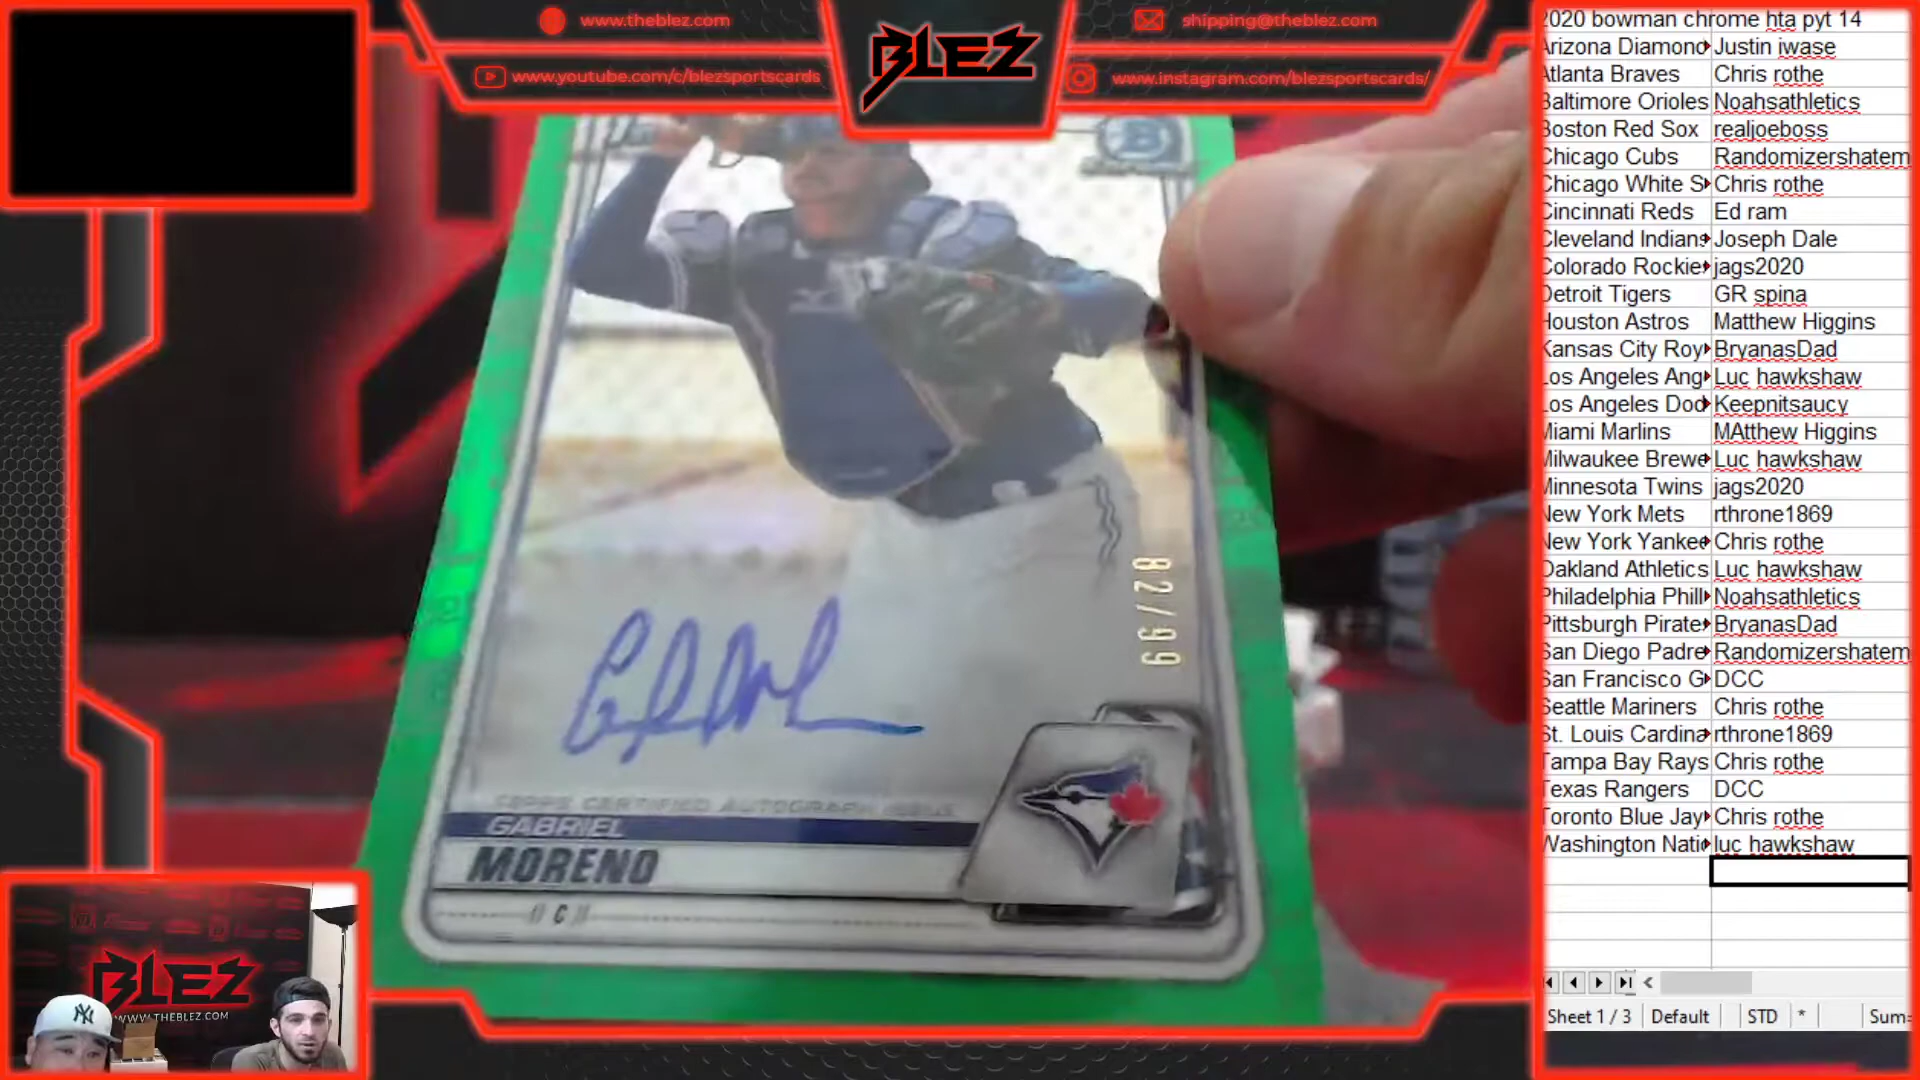 www.theblez.com
BLEZ
shipping@theblez.com
www.youtube.com/c/blezsportscards
www.instagram.com/blezsportscards/
82/99
TOPPS CERTIFIED AUTOGRAPH ISSUE
GABRIEL
MORENO
// C //
BLEZ
WWW.THEBLEZ.COM
2020 bowman chrome hta pyt 14
Arizona Diamond Justin iwase
Atlanta Braves Chris rothe
Baltimore Orioles Noahsathletics
Boston Red Sox realjoeboss
Chicago Cubs Randomizershatem
Chicago White S Chris rothe
Cincinnati Reds Ed ram
Cleveland Indians Joseph Dale
Colorado Rockie jags2020
Detroit Tigers GR spina
Houston Astros Matthew Higgins
Kansas City Roy BryanasDad
Los Angeles Ang Luc hawkshaw
Los Angeles Dod Keepnitsaucy
Miami Marlins MAtthew Higgins
Milwaukee Brewe Luc hawkshaw
Minnesota Twins jags2020
New York Mets rthrone1869
New York Yankee Chris rothe
Oakland Athletics Luc hawkshaw
Philadelphia Phill Noahsathletics
Pittsburgh Pirate BryanasDad
San Diego Padre Randomizershatem
San Francisco G DCC
Seattle Mariners Chris rothe
St. Louis Cardina rthrone1869
Tampa Bay Rays Chris rothe
Texas Rangers DCC
Toronto Blue Jay Chris rothe
Washington Natio luc hawkshaw
Sheet 1 / 3 Default STD * Sum=